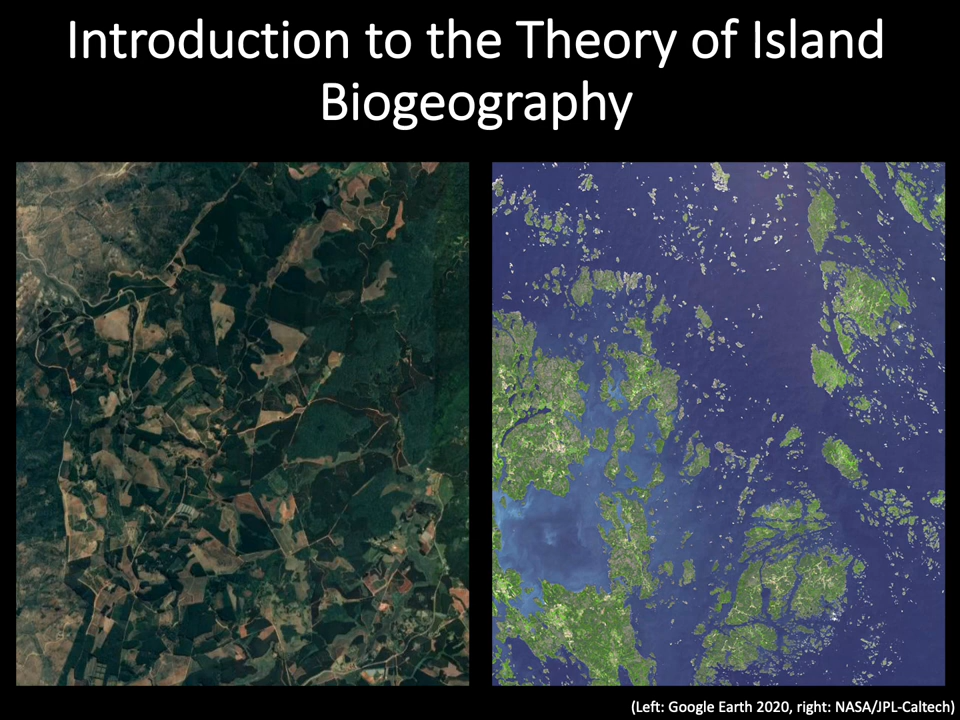 Introduction to the Theory of Island
Biogeography
(Left: Google Earth 2020, right: NASA/JPL-Caltech)